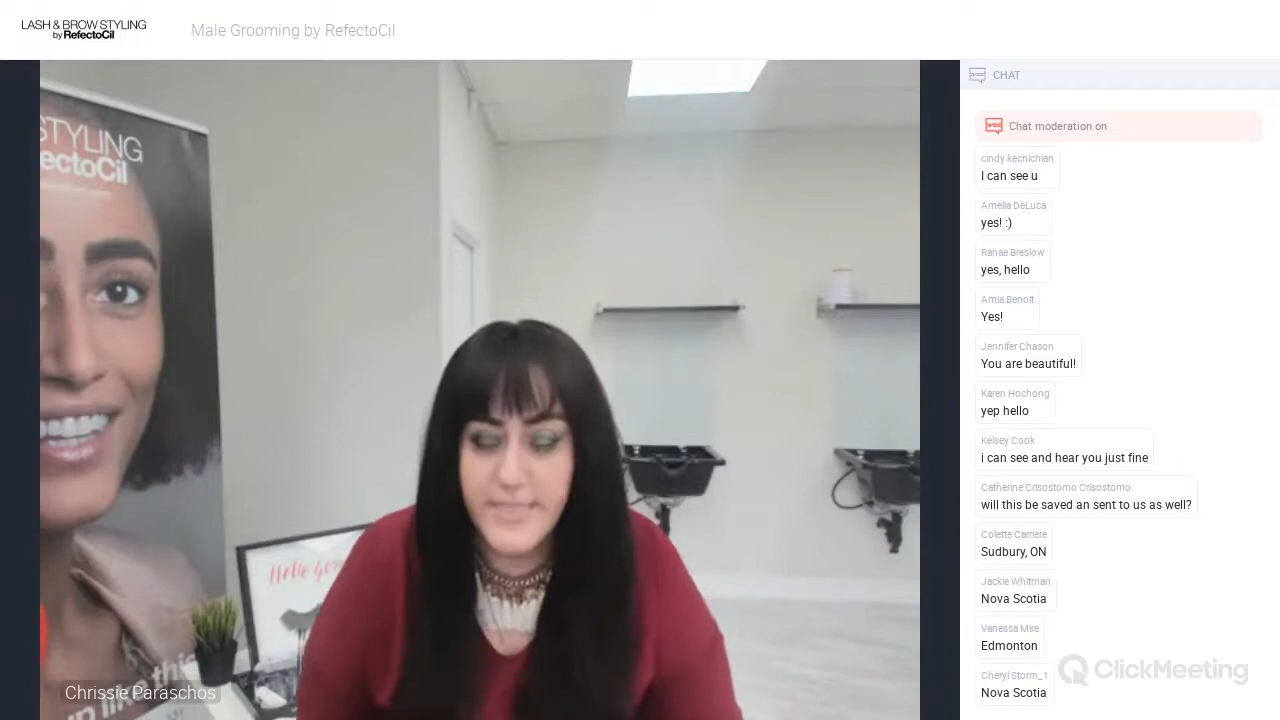 LASH & BROW STYLING
by RefectoCil
Male Grooming by RefectoCil
STYLING
fectoCil
Hello
Chrissie Paraschos
like this
CHAT
Chat moderation on
cindy kechichian
I can see u
Amelia DeLuca
yes! :)
Ranae Breslow
yes, hello
Amia Benoit
Yes!
Jennifer Chason
You are beautiful!
Karen Hochong
yep hello
Kelsey Cook
i can see and hear you just fine
Catherine Crisostomo Crisostomo
will this be saved an sent to us as well?
Colette Carriere
Sudbury, ON
Jackie Whitman
Nova Scotia
Vanessa Mire
Edmonton
Cheryl Storm_1
Nova Scotia
ClickMeeting